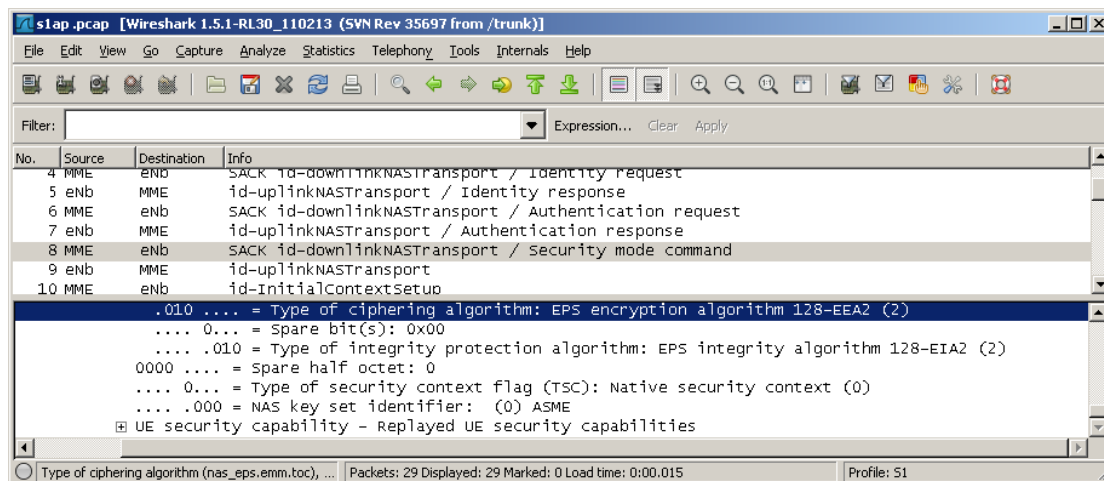 s1ap .pcap [Wireshark 1.5.1-RL30_110213 (SVN Rev 35697 from /trunk)]
File Edit View Go Capture Analyze Statistics Telephony Tools Internals Help
Filter: Expression... Clear Apply
No. Source Destination Info
4 MME eNb SACK id-downlinkNASTransport / Identity request
5 eNb MME id-uplinkNASTransport / Identity response
6 MME eNb SACK id-downlinkNASTransport / Authentication request
7 eNb MME id-uplinkNASTransport / Authentication response
8 MME eNb SACK id-downlinkNASTransport / Security mode command
9 eNb MME id-uplinkNASTransport
10 MME eNb id-InitialContextSetup
.010 .... = Type of ciphering algorithm: EPS encryption algorithm 128-EEA2 (2)
.... 0... = Spare bit(s): 0x00
.... .010 = Type of integrity protection algorithm: EPS integrity algorithm 128-EIA2 (2)
0000 .... = Spare half octet: 0
.... 0... = Type of security context flag (TSC): Native security context (0)
.... .000 = NAS key set identifier: (0) ASME
UE security capability - Replayed UE security capabilities
Type of ciphering algorithm (nas_eps.emm.toc), ... Packets: 29 Displayed: 29 Marked: 0 Load time: 0:00.015 Profile: S1